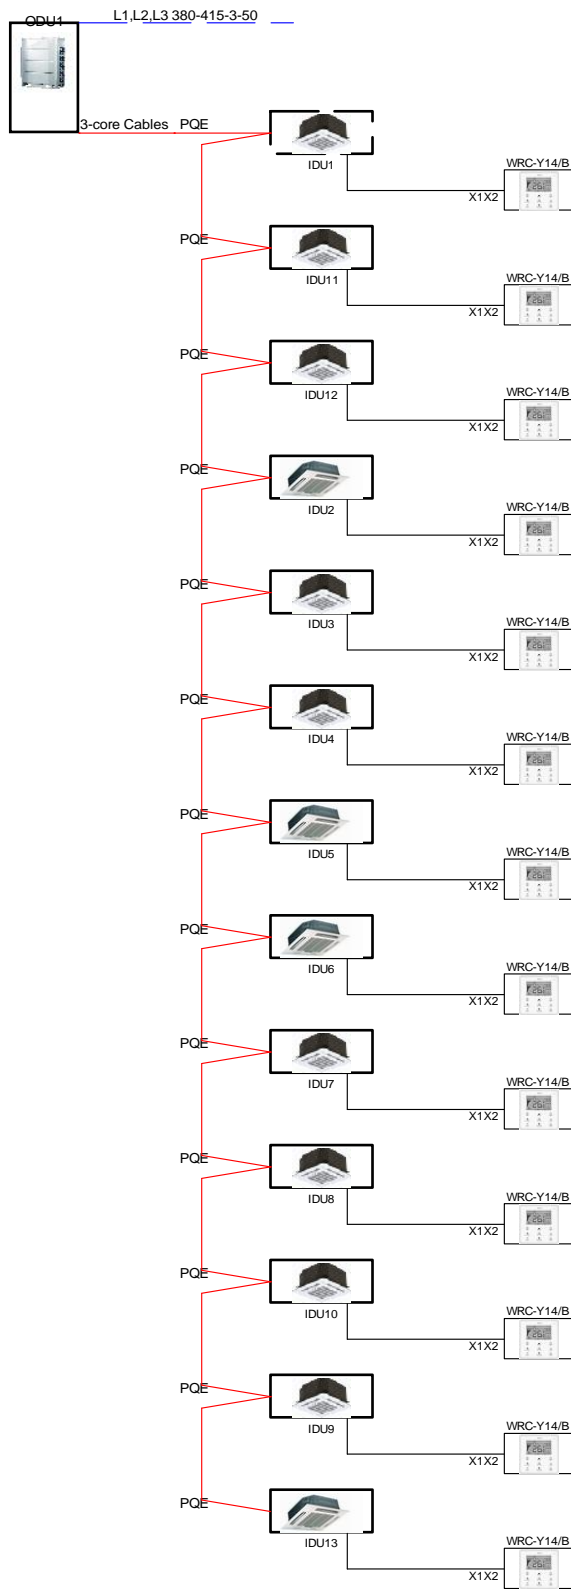 ODU1
L1,L2,L3 380-415-3-50
3-core Cables PQE
IDU1
WRC-Y14/B
X1X2
PQE
IDU11
WRC-Y14/B
X1X2
PQE
IDU12
WRC-Y14/B
X1X2
PQE
IDU2
WRC-Y14/B
X1X2
PQE
IDU3
WRC-Y14/B
X1X2
PQE
IDU4
WRC-Y14/B
X1X2
PQE
IDU5
WRC-Y14/B
X1X2
PQE
IDU6
WRC-Y14/B
X1X2
PQE
IDU7
WRC-Y14/B
X1X2
PQE
IDU8
WRC-Y14/B
X1X2
PQE
IDU10
WRC-Y14/B
X1X2
PQE
IDU9
WRC-Y14/B
X1X2
PQE
IDU13
WRC-Y14/B
X1X2